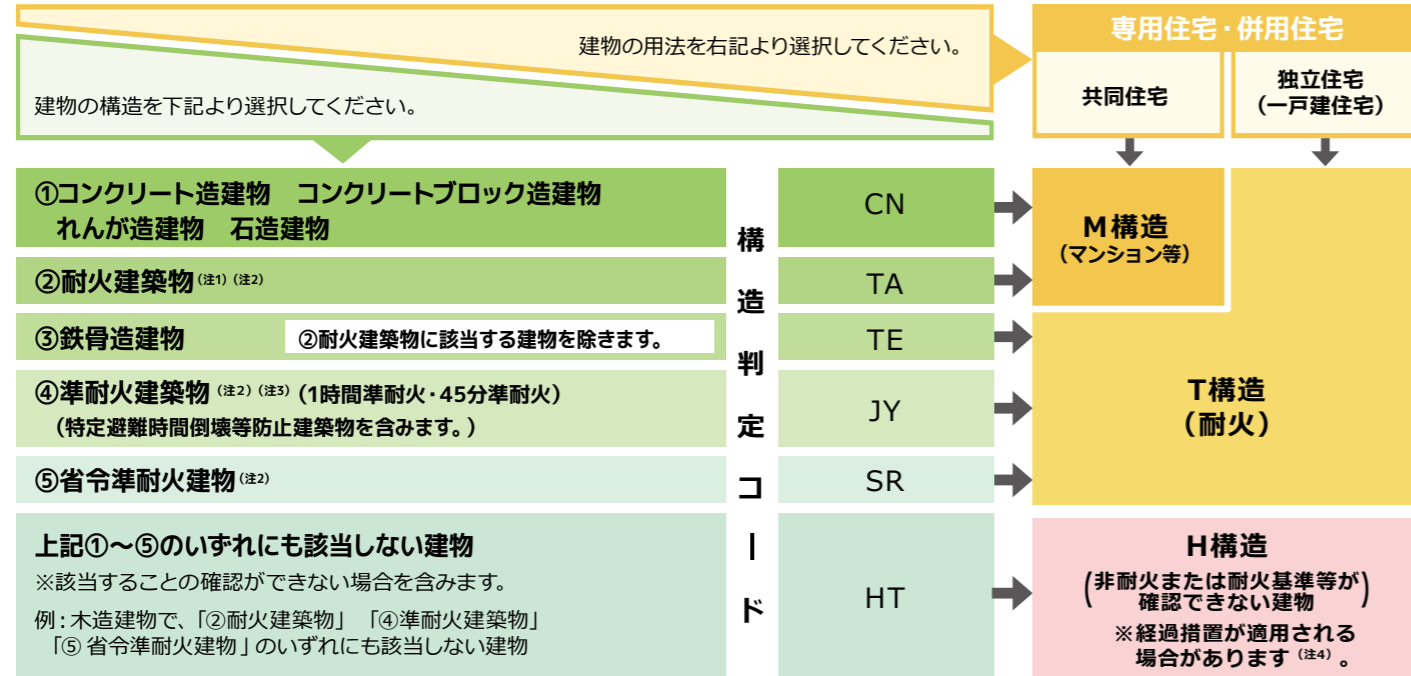 建物の用法を右記より選択してください。
建物の構造を下記より選択してください。
専用住宅・併用住宅
共同住宅
独立住宅
（一戸建住宅）
①コンクリート造建物　コンクリートブロック造建物
れんが造建物　石造建物
②耐火建築物（注1）（注2）
③鉄骨造建物
②耐火建築物に該当する建物を除きます。
④準耐火建築物（注2）（注3）（1時間準耐火・45分準耐火）
（特定避難時間倒壊等防止建築物を含みます。）
⑤省令準耐火建物（注2）
上記①～⑤のいずれにも該当しない建物
※該当することの確認ができない場合を含みます。
例：木造建物で、「②耐火建築物」「④準耐火建築物」
「⑤ 省令準耐火建物」のいずれにも該当しない建物
構造判定コード
CN
TA
TE
JY
SR
HT
M構造
（マンション等）
T構造
（耐火）
H構造
（非耐火または耐火基準等が
確認できない建物）
※経過措置が適用される
場合があります（注4）。